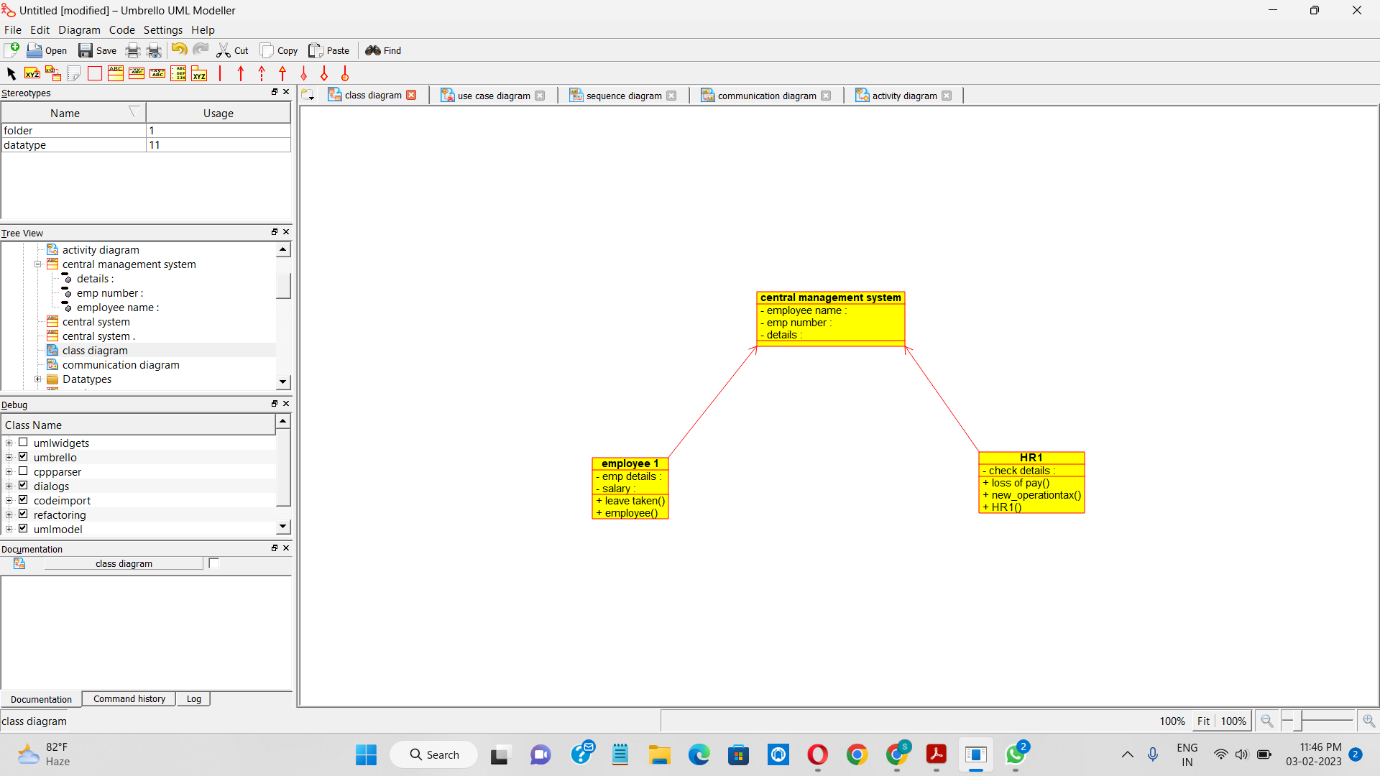 Untitled [modified] – Umbrello UML Modeller
File Edit Diagram Code Settings Help
Open Save Cut Copy Paste Find
Stereotypes
class diagram use case diagram sequence diagram communication diagram activity diagram
Name Usage
folder 1
datatype 11
Tree View
activity diagram
central management system
details :
emp number :
employee name :
central system
central system .
class diagram
communication diagram
Datatypes
Debug
Class Name
umlwidgets
umbrello
cppparser
dialogs
codeimport
refactoring
umlmodel
Documentation
class diagram
Documentation Command history Log
class diagram
central management system
- employee name :
- emp number :
- details :
employee 1
- emp details :
- salary :
+ leave taken()
+ employee()
HR1
- check details :
+ loss of pay()
+ new_operationtax()
+ HR1()
100% Fit 100%
82°F
Haze
Search
ENG
IN
11:46 PM
03-02-2023
2
2